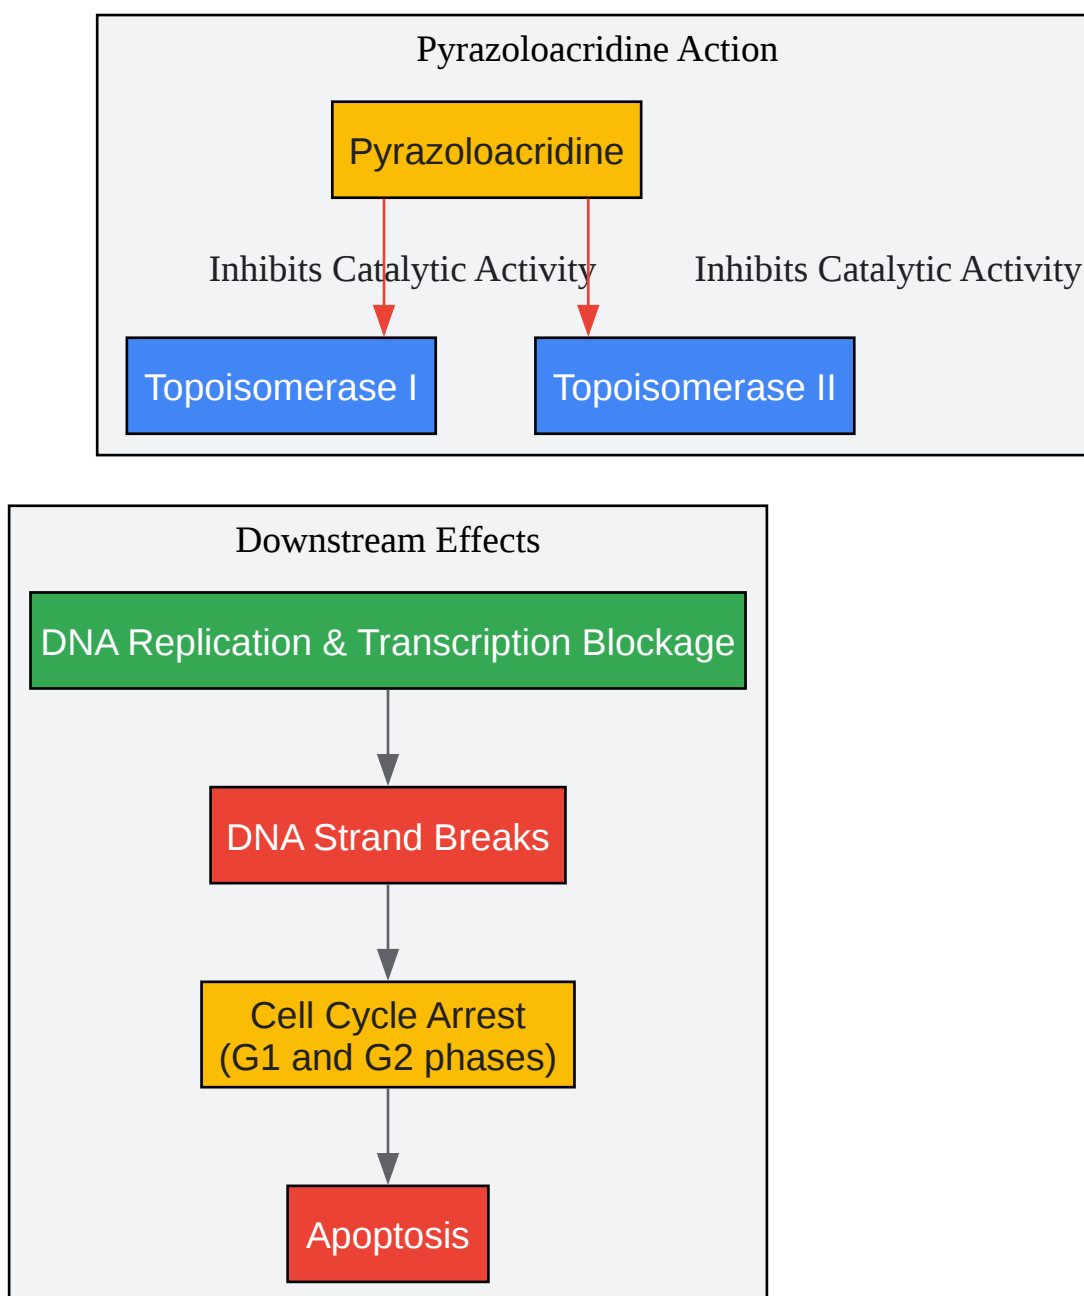 Pyrazoloacridine Action
Pyrazoloacridine
Inhibits Catalytic Activity
Inhibits Catalytic Activity
Topoisomerase I
Topoisomerase II
Downstream Effects
DNA Replication & Transcription Blockage
DNA Strand Breaks
Cell Cycle Arrest
(G1 and G2 phases)
Apoptosis